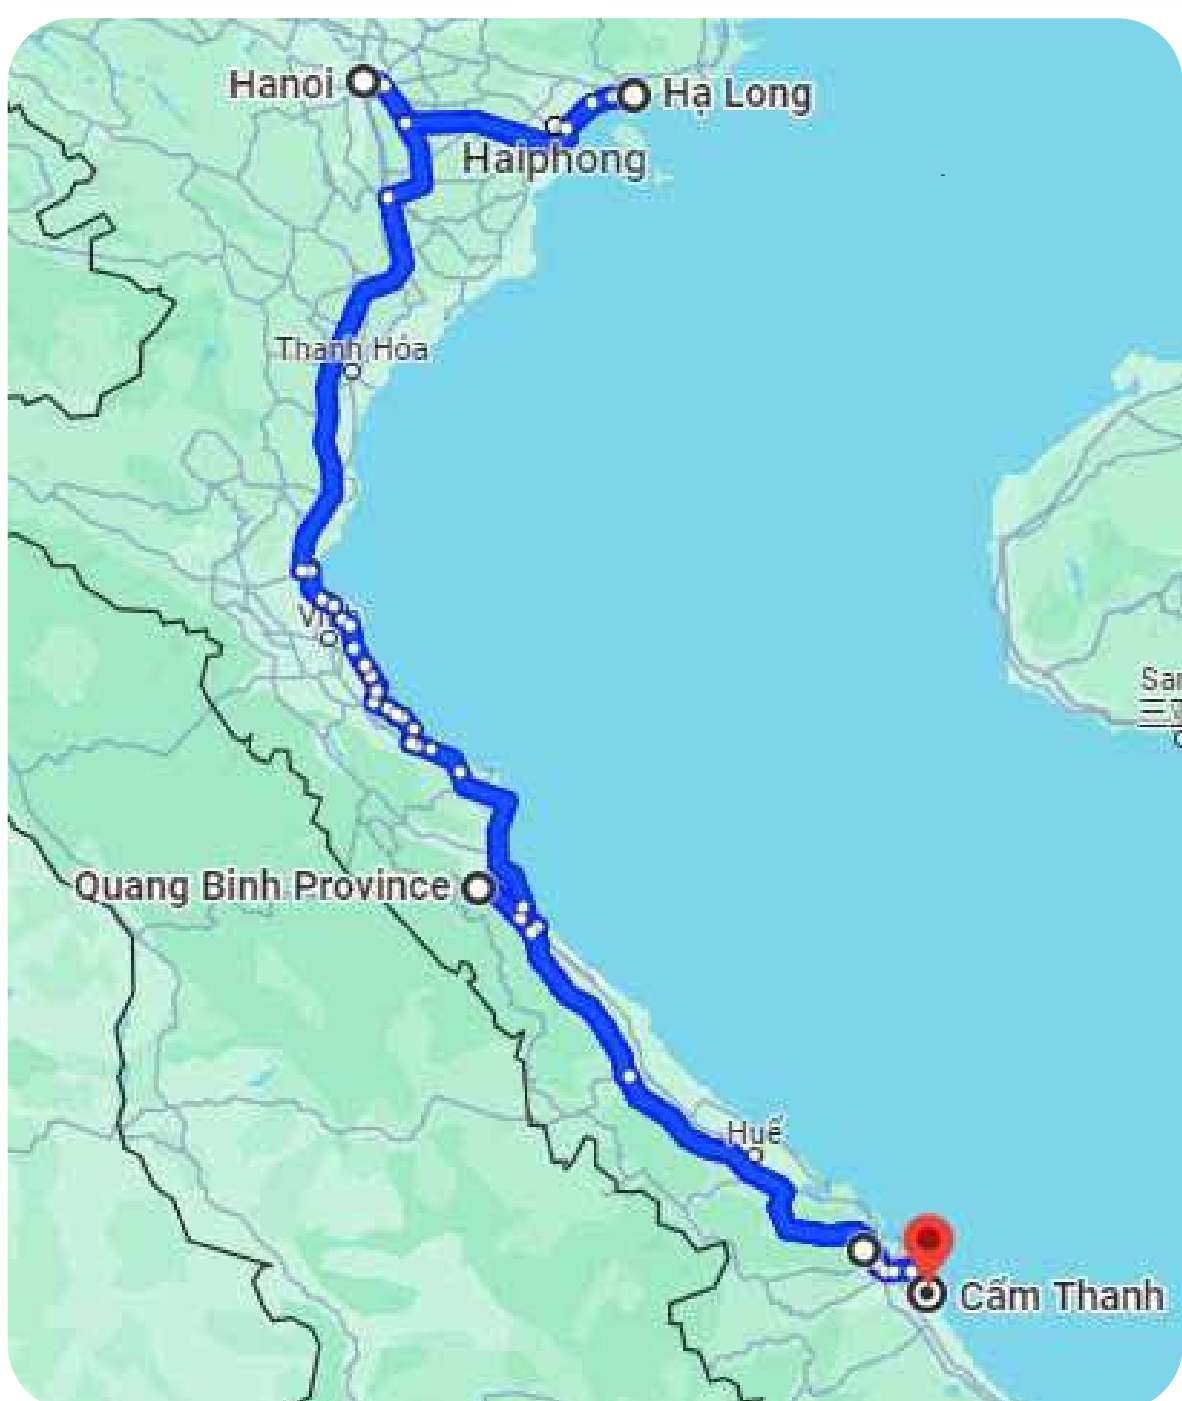 Hanoi
Hạ Long
Haiphong
Thanh Hóa
Quang Binh Province
Huế
Cẩm Thanh